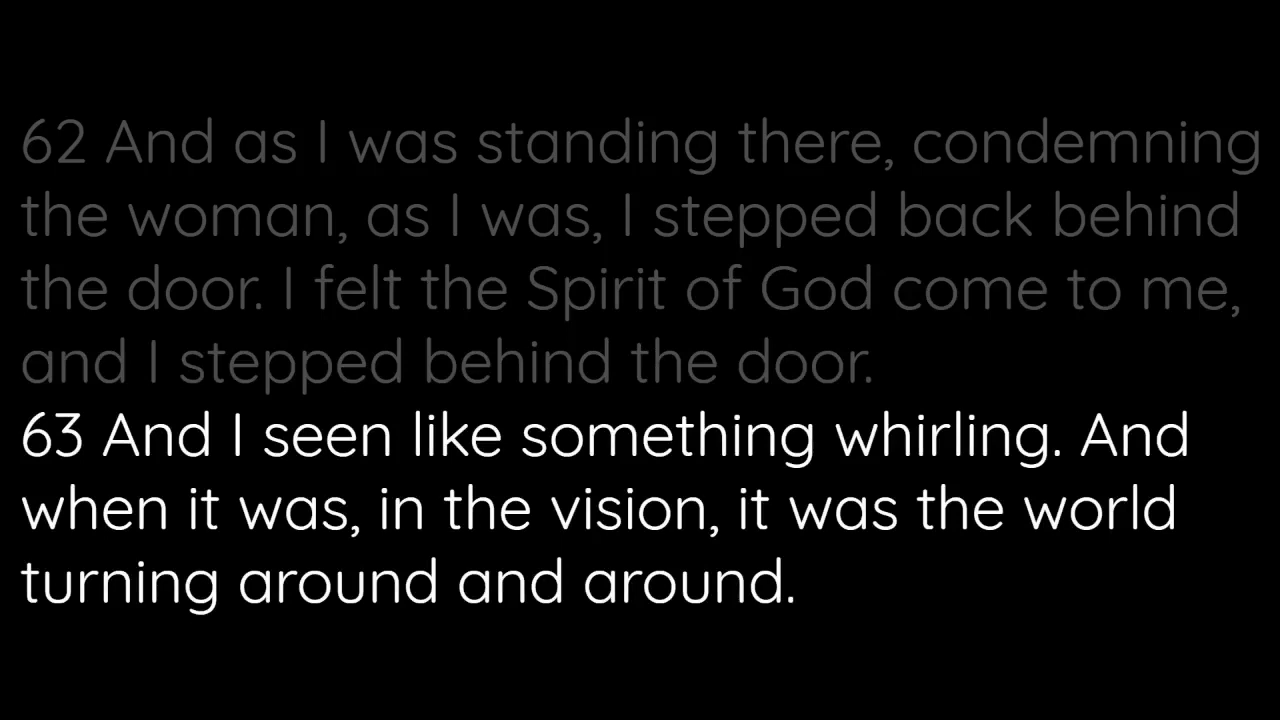 62 And as I was standing there, condemning
the woman, as I was, I stepped back behind
the door. I felt the Spirit of God come to me,
and I stepped behind the door.
63 And I seen like something whirling. And
when it was, in the vision, it was the world
turning around and around.